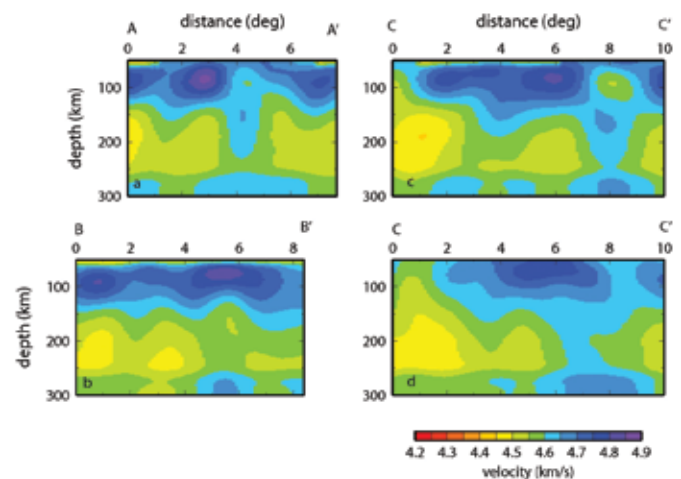 distance (deg) distance (deg)
A A' C C'
0 2 4 6 0 2 4 6 8 10
depth (km) 100 200 300 100 200 300
a c
B B' C C'
0 2 4 6 8 0 2 4 6 8 10
depth (km) 100 200 300 100 200 300
b d
4.2 4.3 4.4 4.5 4.6 4.7 4.8 4.9
velocity (km/s)